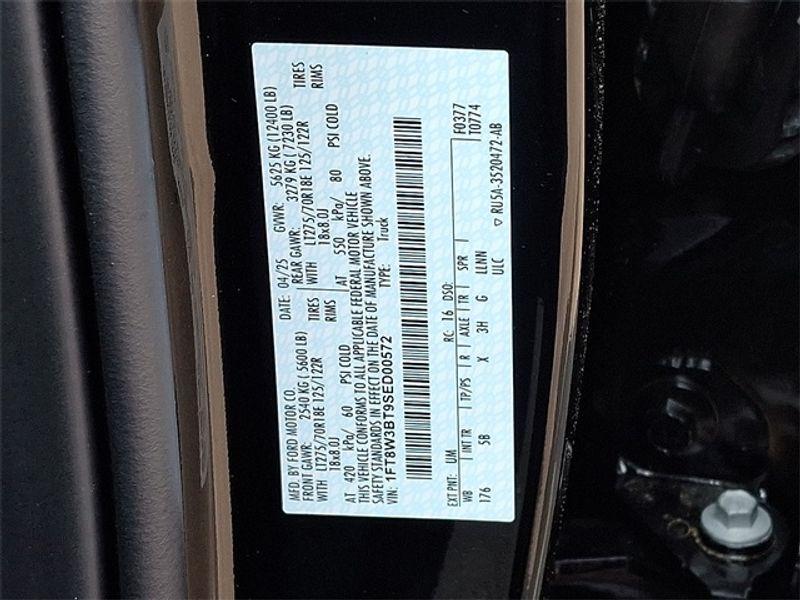 MFD. BY FORD MOTOR CO. DATE: 04/25 GVWR: 5625 KG (12400 LB)
FRONT GAWR: 2540 KG ( 5600 LB) REAR GAWR: 3279 KG ( 7230 LB)
WITH LT275/70R18E 125/122R TIRES WITH LT275/70R18E 125/122R TIRES
18x8.0J RIMS 18x8.0J RIMS
AT 420 kPa/ 60 PSI COLD AT 550 kPa/ 80 PSI COLD
THIS VEHICLE CONFORMS TO ALL APPLICABLE FEDERAL MOTOR VEHICLE
SAFETY STANDARDS IN EFFECT ON THE DATE OF MANUFACTURE SHOWN ABOVE.
VIN: 1FT8W3BT9SED00572 TYPE: Truck
EXT PNT: UM RC: 16 DSO: F0377
WB INT TR TP/PS R AXLE TR SPR T0774
176 5B X 3H G LLNN
ULC ▽ RU5A-3520472-AB